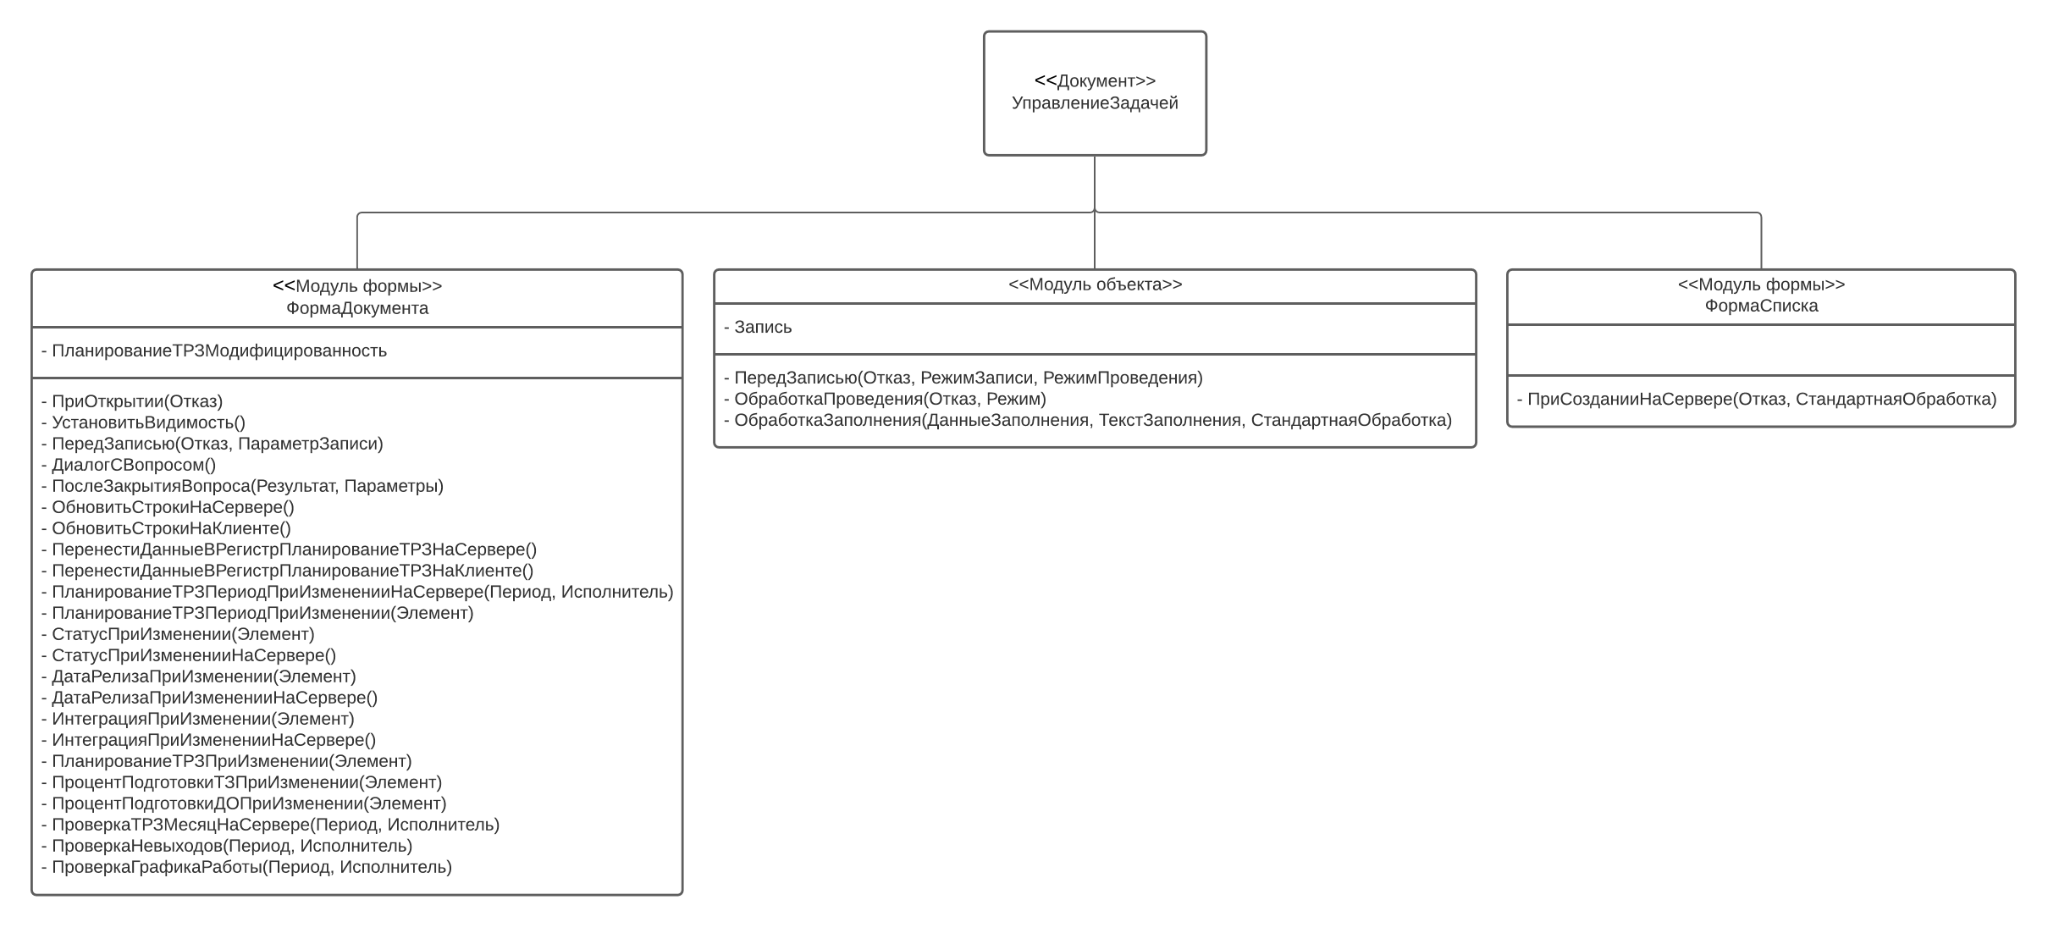 <<Документ>>
УправлениеЗадачей
<<Модуль формы>>
ФормаДокумента
- ПланированиеТРЗМодифицированность
- ПриОткрытии(Отказ)
- УстановитьВидимость()
- ПередЗаписью(Отказ, ПараметрЗаписи)
- ДиалогСВопросом()
- ПослеЗакрытияВопроса(Результат, Параметры)
- ОбновитьСтрокиНаСервере()
- ОбновитьСтрокиНаКлиенте()
- ПеренестиДанныеВРегистрПланированиеТРЗНаСервере()
- ПеренестиДанныеВРегистрПланированиеТРЗНаКлиенте()
- ПланированиеТРЗПериодПриИзмененииНаСервере(Период, Исполнитель)
- ПланированиеТРЗПериодПриИзменении(Элемент)
- СтатусПриИзменении(Элемент)
- СтатусПриИзмененииНаСервере()
- ДатаРелизаПриИзменении(Элемент)
- ДатаРелизаПриИзмененииНаСервере()
- ИнтеграцияПриИзменении(Элемент)
- ИнтеграцияПриИзмененииНаСервере()
- ПланированиеТРЗПриИзменении(Элемент)
- ПроцентПодготовкиТЗПриИзменении(Элемент)
- ПроцентПодготовкиДОПриИзменении(Элемент)
- ПроверкаТРЗМесяцНаСервере(Период, Исполнитель)
- ПроверкаНевыходов(Период, Исполнитель)
- ПроверкаГрафикаРаботы(Период, Исполнитель)
<<Модуль объекта>>
- Запись
- ПередЗаписью(Отказ, РежимЗаписи, РежимПроведения)
- ОбработкаПроведения(Отказ, Режим)
- ОбработкаЗаполнения(ДанныеЗаполнения, ТекстЗаполнения, СтандартнаяОбработка)
<<Модуль формы>>
ФормаСписка
- ПриСозданииНаСервере(Отказ, СтандартнаяОбработка)